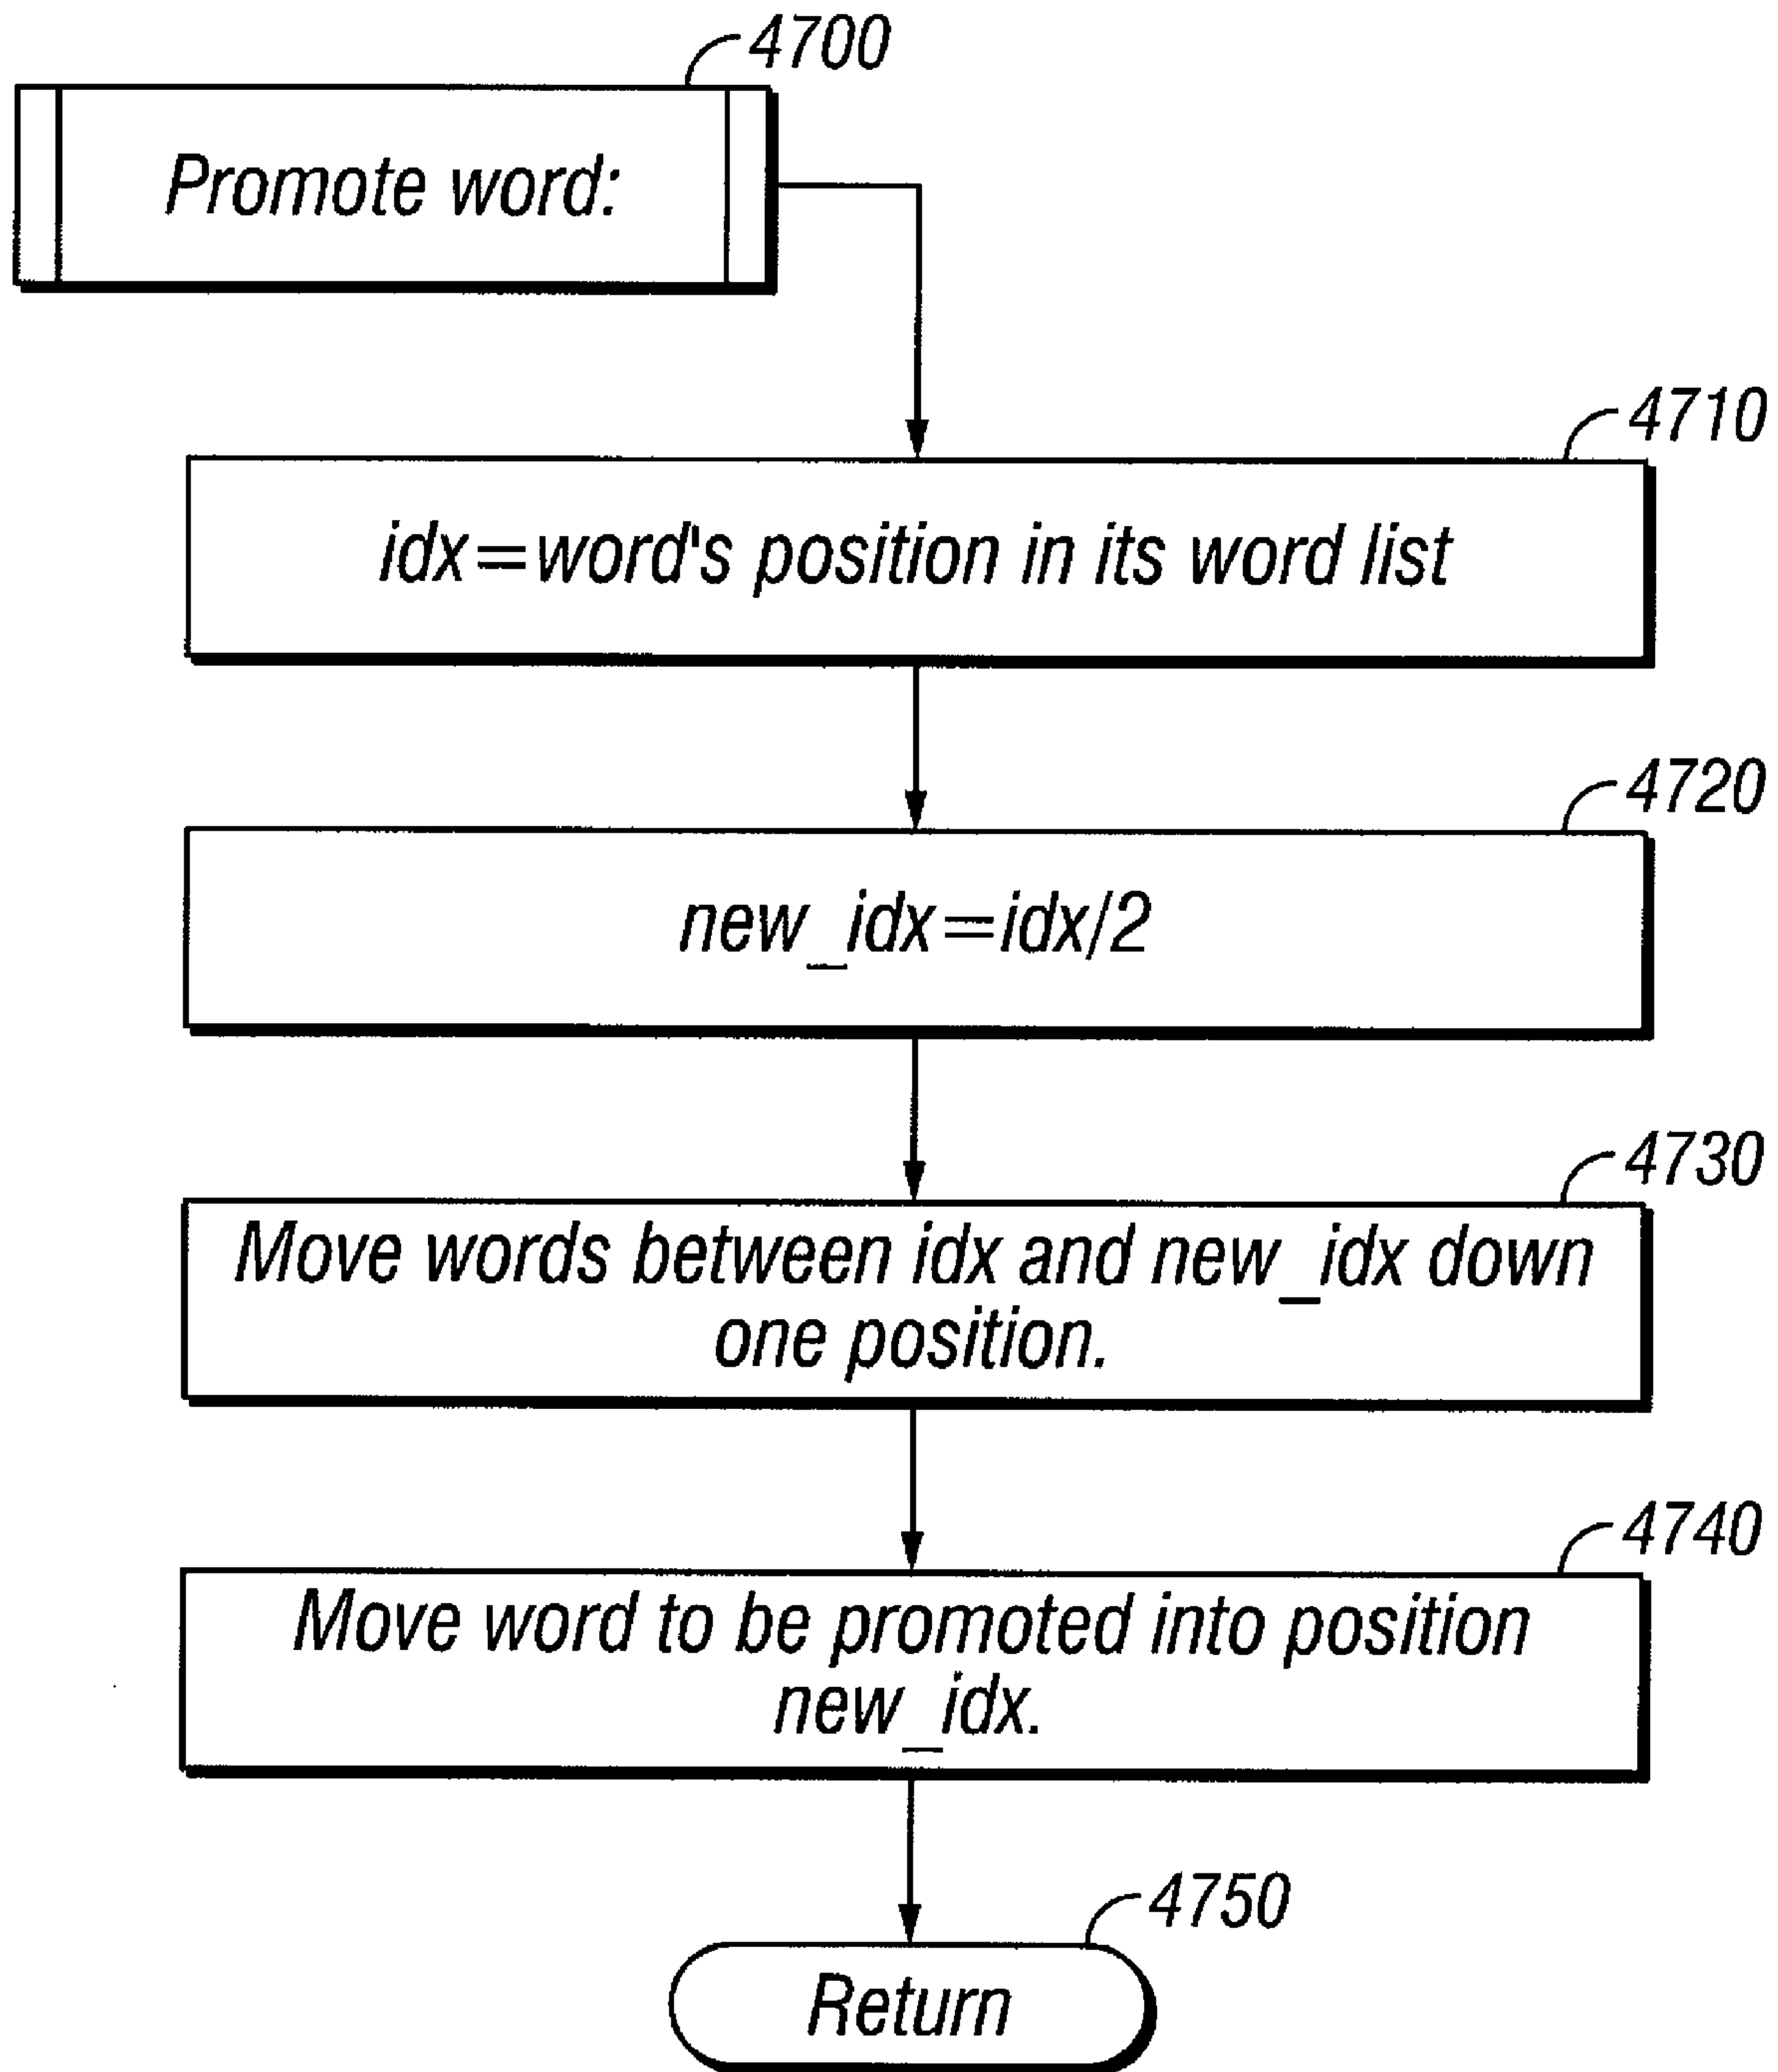 4700
Promote word:
4710
idx=word's position in its word list
4720
new_idx=idx/2
4730
Move words between idx and new_idx down
one position.
4740
Move word to be promoted into position
new_idx.
4750
Return